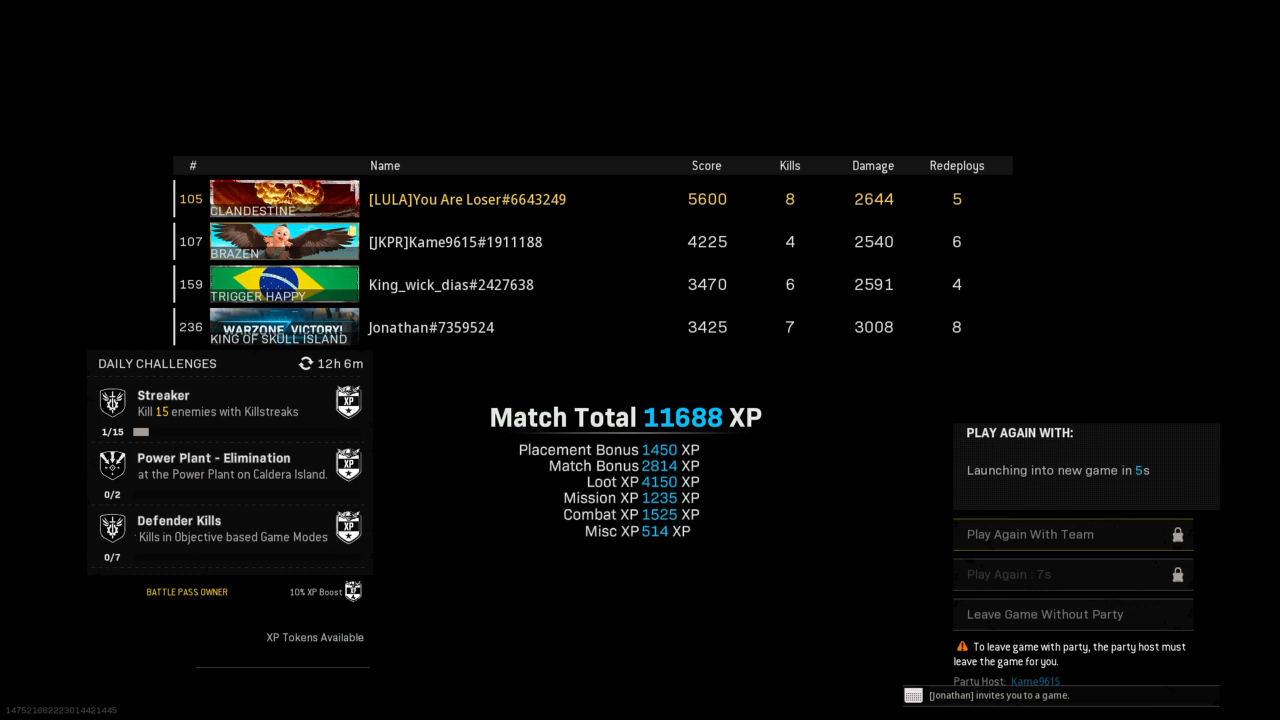 # Name Score Kills Damage Redeploys
105 CLANDESTINE [LULA]You Are Loser#6643249 5600 8 2644 5
107 BRAZEN [JKPR]Kame9615#1911188 4225 4 2540 6
159 TRIGGER HAPPY King_wick_dias#2427638 3470 6 2591 4
236 WARZONE VICTORY! KING OF SKULL ISLAND Jonathan#7359524 3425 7 3008 8
DAILY CHALLENGES 12h 6m
Streaker
Kill 15 enemies with Killstreaks
XP
1/15
Power Plant - Elimination
at the Power Plant on Caldera Island.
XP
0/2
Defender Kills
Kills in Objective based Game Modes
XP
0/7
BATTLE PASS OWNER 10% XP Boost XP
XP Tokens Available
Match Total 11688 XP
Placement Bonus 1450 XP
Match Bonus 2814 XP
Loot XP 4150 XP
Mission XP 1235 XP
Combat XP 1525 XP
Misc XP 514 XP
PLAY AGAIN WITH:
Launching into new game in 5s
Play Again With Team
Play Again : 7s
Leave Game Without Party
To leave game with party, the party host must
leave the game for you.
Party Host: Kame9615
[Jonathan] invites you to a game.